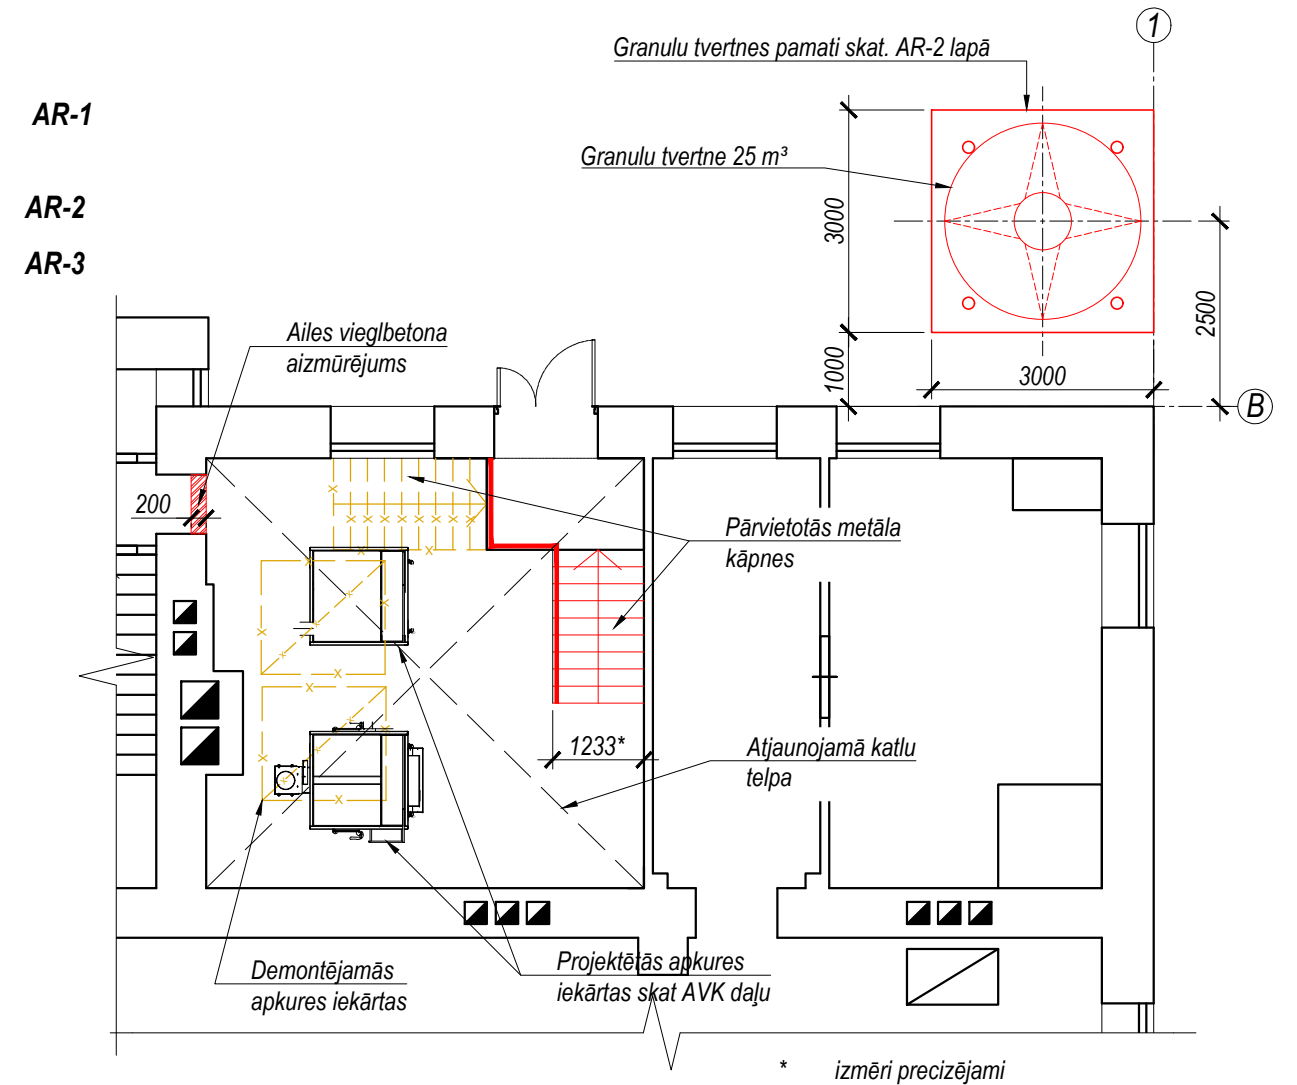 1
Granulu tvertnes pamati skat. AR-2 lapā
AR-1
Granulu tvertne 25 m³
AR-2
3000
AR-3
2500
Ailes vieglbetona
aizmūrējums
1000
3000
B
200
Pārvietotās metāla
kāpnes
1233*
Atjaunojamā katlu
telpa
Demontējamās
apkures iekārtas
Projektētās apkures
iekārtas skat AVK daļu
* izmēri precizējami